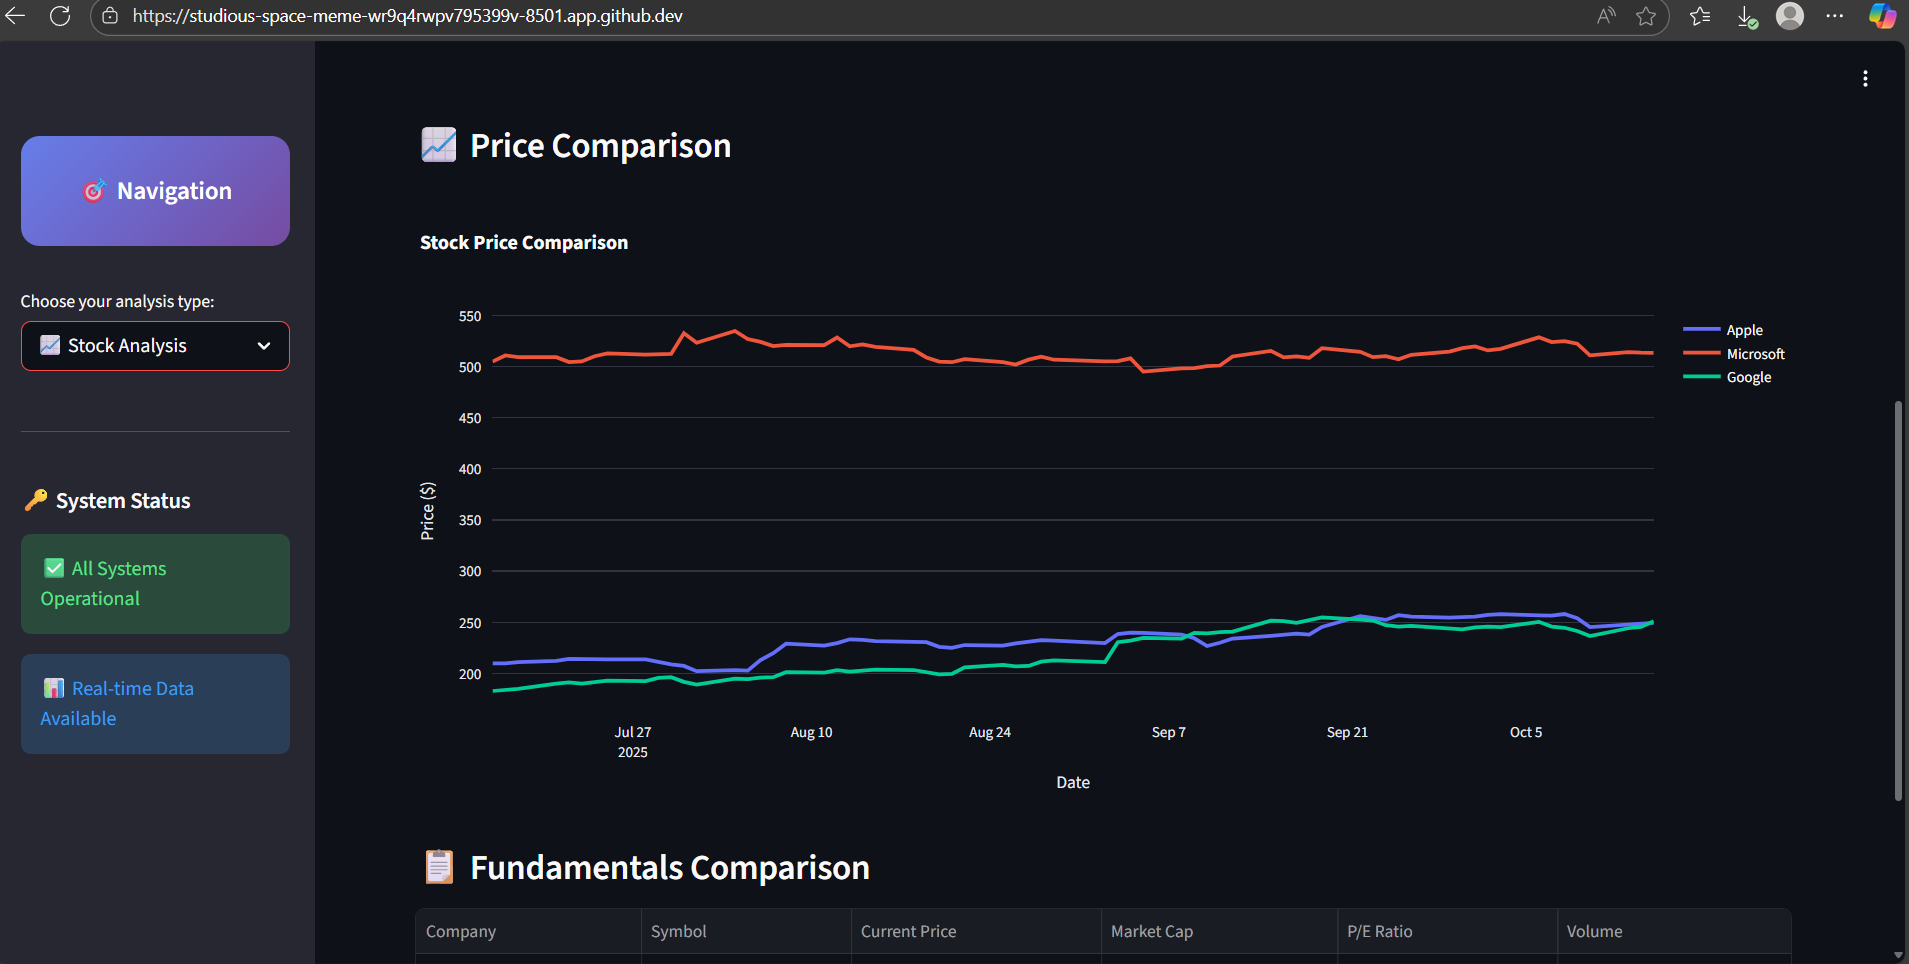 https://studious-space-meme-wr9q4rwpv795399v-8501.app.github.dev
Navigation
Choose your analysis type:
Stock Analysis
System Status
All Systems
Operational
Real-time Data
Available
Price Comparison
Stock Price Comparison
550
500
450
400
350
300
250
200
Price ($)
Jul 27
2025
Aug 10
Aug 24
Sep 7
Sep 21
Oct 5
Date
Apple
Microsoft
Google
Fundamentals Comparison
Company Symbol Current Price Market Cap P/E Ratio Volume